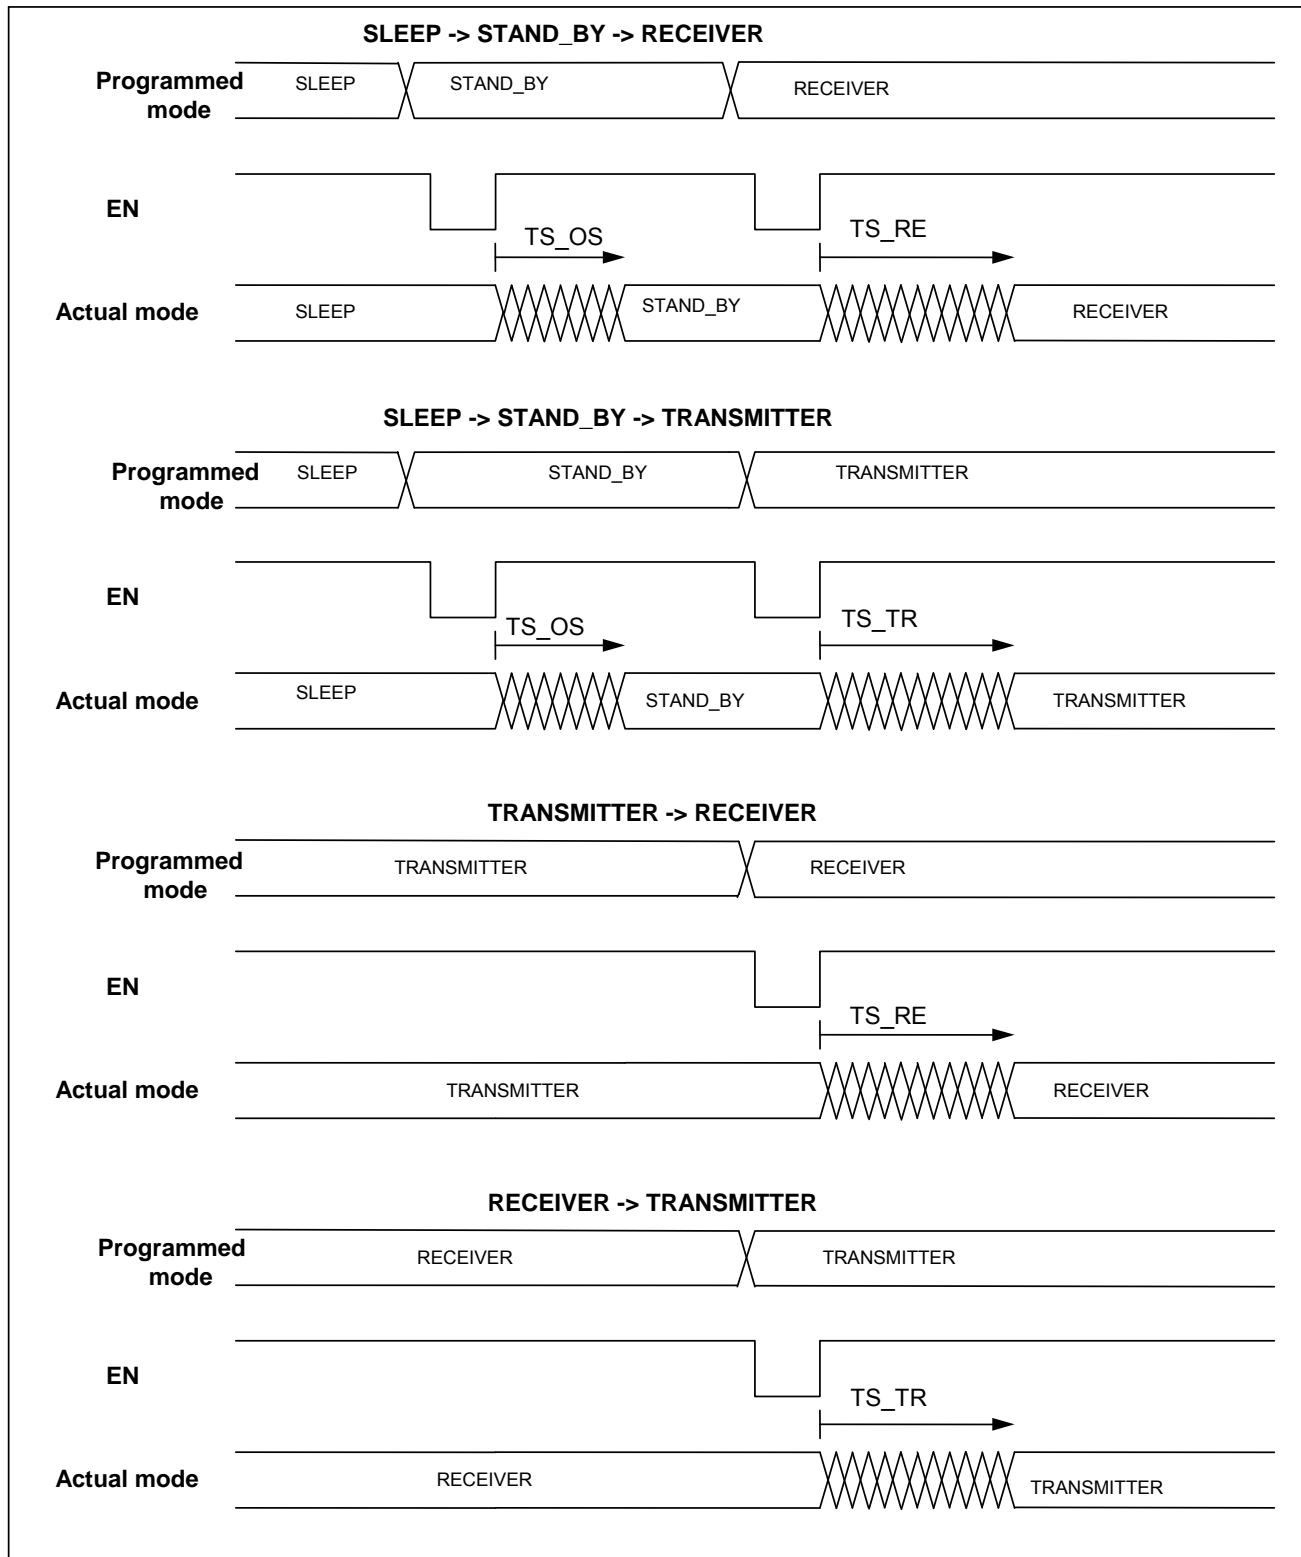 SLEEP -> STAND_BY -> RECEIVER
Programmed
mode
SLEEP
STAND_BY
RECEIVER
EN
TS_OS
TS_RE
Actual mode
SLEEP
STAND_BY
RECEIVER
SLEEP -> STAND_BY -> TRANSMITTER
Programmed
mode
SLEEP
STAND_BY
TRANSMITTER
EN
TS_OS
TS_TR
Actual mode
SLEEP
STAND_BY
TRANSMITTER
TRANSMITTER -> RECEIVER
Programmed
mode
TRANSMITTER
RECEIVER
EN
TS_RE
Actual mode
TRANSMITTER
RECEIVER
RECEIVER -> TRANSMITTER
Programmed
mode
RECEIVER
TRANSMITTER
EN
TS_TR
Actual mode
RECEIVER
TRANSMITTER